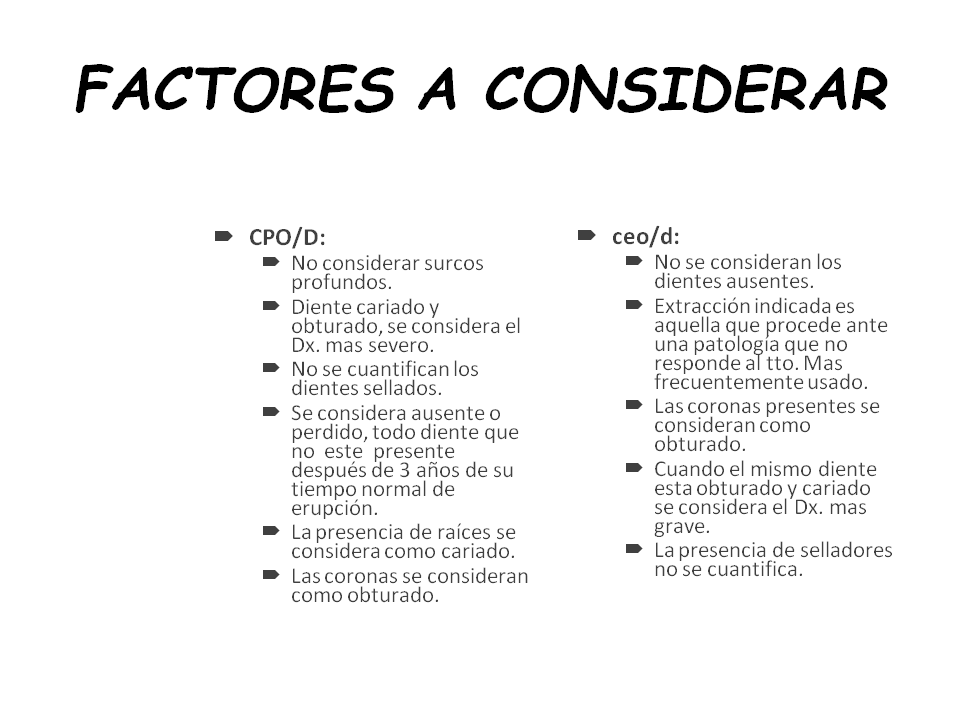 FACTORES A CONSIDERAR
CPO/D:
No considerar surcos
profundos.
Diente cariado y
obturado, se considera el
Dx. mas severo.
No se cuantifican los
dientes sellados.
Se considera ausente o
perdido, todo diente que
no este presente
después de 3 años de su
tiempo normal de
erupción.
La presencia de raíces se
considera como cariado.
Las coronas se consideran
como obturado.
ceo/d:
No se consideran los
dientes ausentes.
Extracción indicada es
aquella que procede ante
una patología que no
responde al tto. Mas
frecuentemente usado.
Las coronas presentes se
consideran como
obturado.
Cuando el mismo diente
esta obturado y cariado
se considera el Dx. mas
grave.
La presencia de selladores
no se cuantifica.